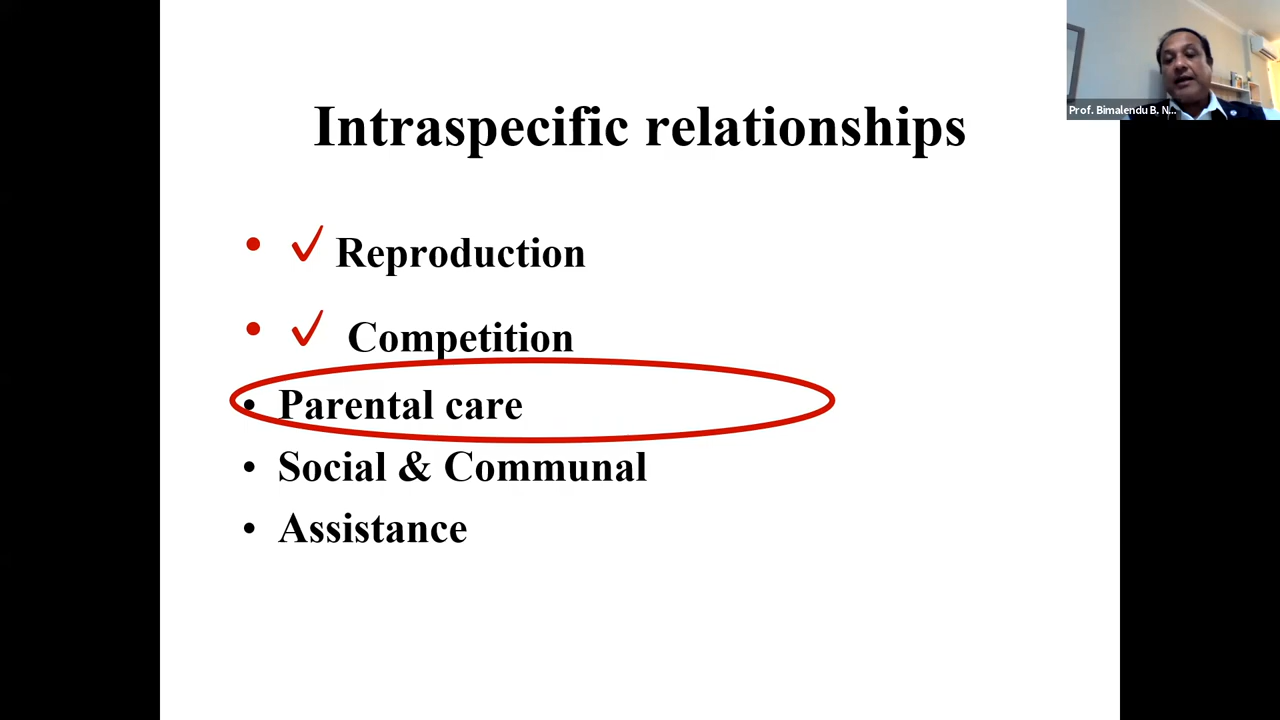 Prof. Bimalendu B. N...
Intraspecific relationships
• ✓ Reproduction
• ✓ Competition
• Parental care
• Social & Communal
• Assistance